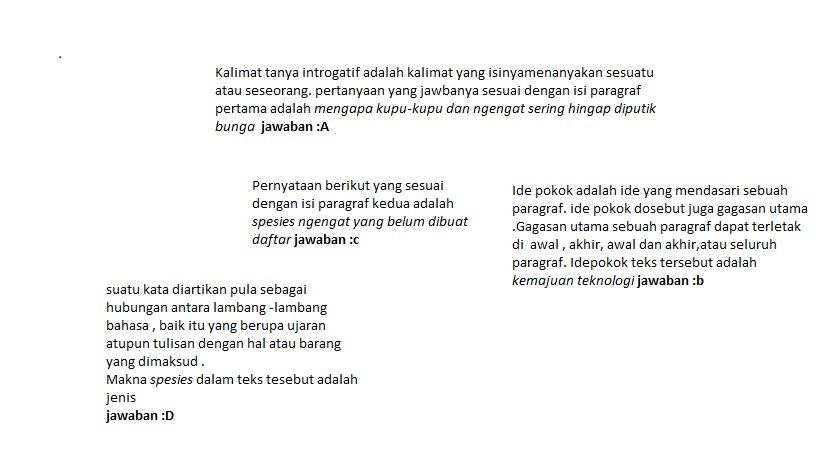 .
Kalimat tanya introgatif adalah kalimat yang isinyamenanyakan sesuatu
atau seseorang. pertanyaan yang jawbanya sesuai dengan isi paragraf
pertama adalah mengapa kupu-kupu dan ngengat sering hingap diputik
bunga jawaban :A
Pernyataan berikut yang sesuai
dengan isi paragraf kedua adalah
spesies ngengat yang belum dibuat
daftar jawaban :c
Ide pokok adalah ide yang mendasari sebuah
paragraf. ide pokok dosebut juga gagasan utama
.Gagasan utama sebuah paragraf dapat terletak
di awal , akhir, awal dan akhir,atau seluruh
paragraf. Idepokok teks tersebut adalah
kemajuan teknologi jawaban :b
suatu kata diartikan pula sebagai
hubungan antara lambang -lambang
bahasa , baik itu yang berupa ujaran
atupun tulisan dengan hal atau barang
yang dimaksud .
Makna spesies dalam teks tesebut adalah
jenis
jawaban :D